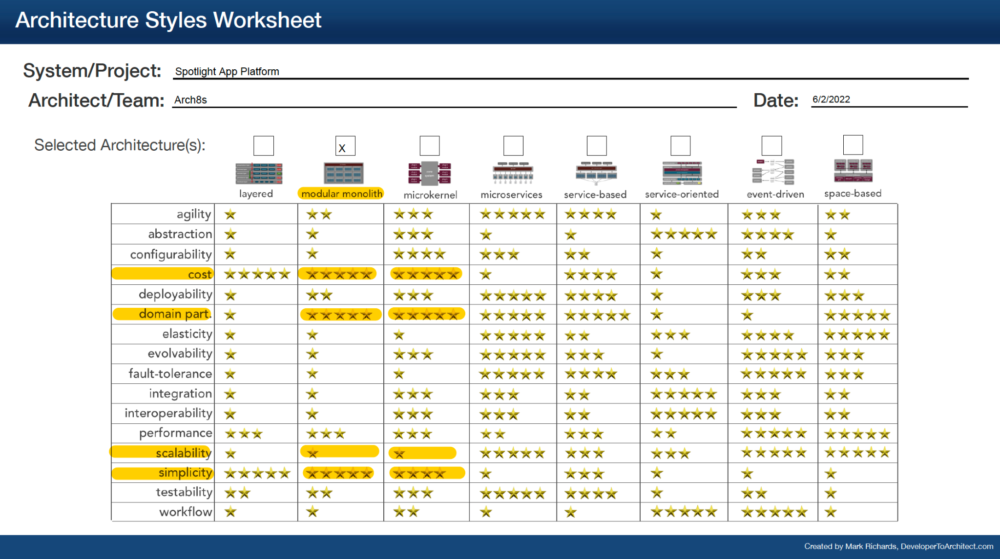 Architecture Styles Worksheet
System/Project: Spotlight App Platform
Architect/Team: Arch8s Date: 6/2/2022
Selected Architecture(s): X
core system
layered modular monolith microkernel microservices service-based service-oriented event-driven space-based
agility
abstraction
configurability
cost
deployability
domain part.
elasticity
evolvability
fault-tolerance
integration
interoperability
performance
scalability
simplicity
testability
workflow
Created by Mark Richards, DeveloperToArchitect.com